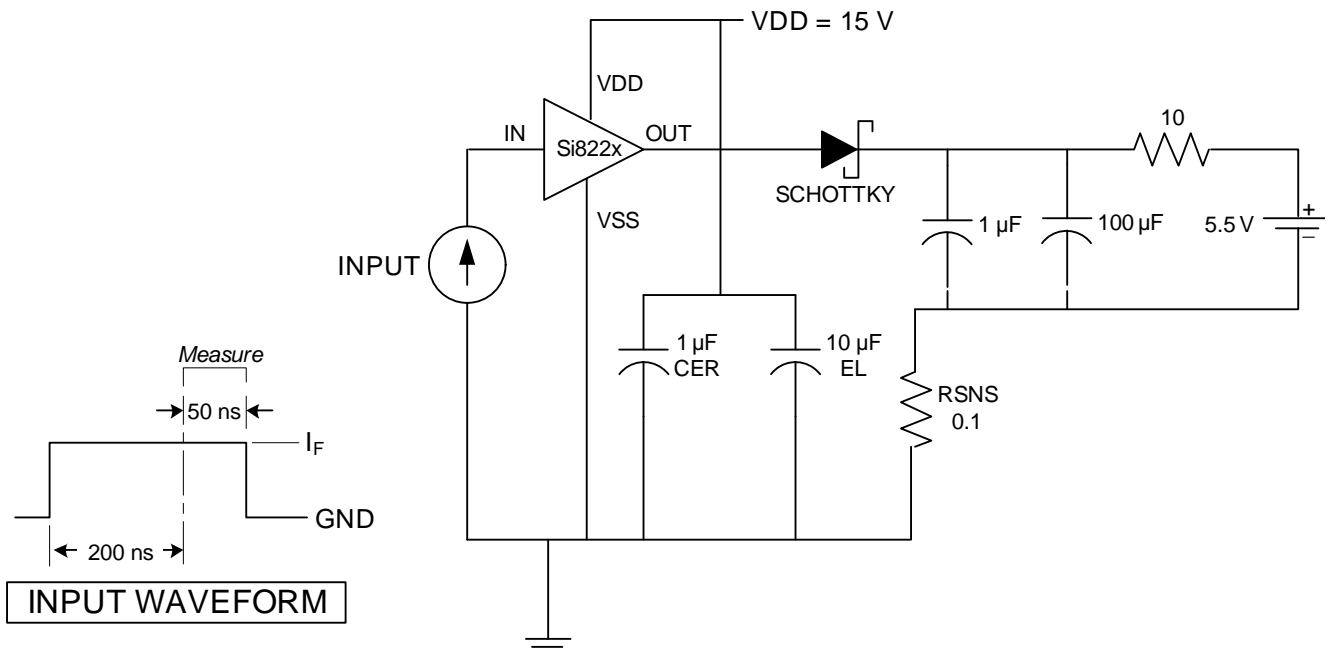 VDD = 15 V
VDD
IN
Si822x
OUT
10
SCHOTTKY
VSS
1 µF
100 µF
5.5 V
+
–
INPUT
1 µF
CER
10 µF
EL
RSNS
0.1
Measure
50 ns
I_F
GND
200 ns
INPUT WAVEFORM